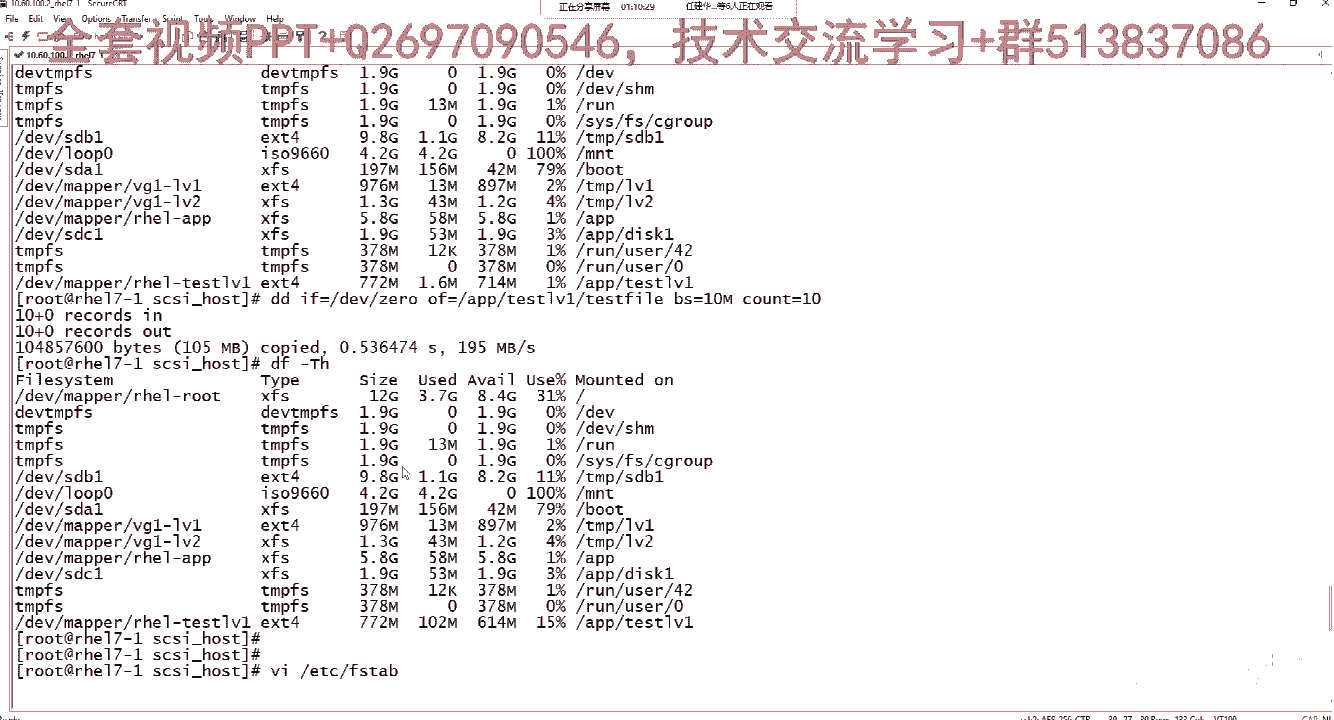 10.60.100.2_rhel7_1 - SecureCRT
正在分享屏幕 01:10:29 任建华...等6人正在观看
File Edit View Options Transfer Script Tools Window Help
全套视频PPT+Q2697090546，技术交流学习+群513837086
devtmpfs devtmpfs 1.9G 0 1.9G 0% /dev
tmpfs tmpfs 1.9G 0 1.9G 0% /dev/shm
tmpfs tmpfs 1.9G 13M 1.9G 1% /run
tmpfs tmpfs 1.9G 0 1.9G 0% /sys/fs/cgroup
/dev/sdb1 ext4 9.8G 1.1G 8.2G 11% /tmp/sdb1
/dev/loop0 iso9660 4.2G 4.2G 0 100% /mnt
/dev/sda1 xfs 197M 156M 42M 79% /boot
/dev/mapper/vg1-lv1 ext4 976M 13M 897M 2% /tmp/lv1
/dev/mapper/vg1-lv2 xfs 1.3G 43M 1.2G 4% /tmp/lv2
/dev/mapper/rhel-app xfs 5.8G 58M 5.8G 1% /app
/dev/sdc1 xfs 1.9G 53M 1.9G 3% /app/disk1
tmpfs tmpfs 378M 12K 378M 1% /run/user/42
tmpfs tmpfs 378M 0 378M 0% /run/user/0
/dev/mapper/rhel-testlv1 ext4 772M 1.6M 714M 1% /app/testlv1
[root@rhel7-1 scsi_host]# dd if=/dev/zero of=/app/testlv1/testfile bs=10M count=10
10+0 records in
10+0 records out
104857600 bytes (105 MB) copied, 0.536474 s, 195 MB/s
[root@rhel7-1 scsi_host]# df -Th
Filesystem Type Size Used Avail Use% Mounted on
/dev/mapper/rhel-root xfs 12G 3.7G 8.4G 31% /
devtmpfs devtmpfs 1.9G 0 1.9G 0% /dev
tmpfs tmpfs 1.9G 0 1.9G 0% /dev/shm
tmpfs tmpfs 1.9G 13M 1.9G 1% /run
tmpfs tmpfs 1.9G 0 1.9G 0% /sys/fs/cgroup
/dev/sdb1 ext4 9.8G 1.1G 8.2G 11% /tmp/sdb1
/dev/loop0 iso9660 4.2G 4.2G 0 100% /mnt
/dev/sda1 xfs 197M 156M 42M 79% /boot
/dev/mapper/vg1-lv1 ext4 976M 13M 897M 2% /tmp/lv1
/dev/mapper/vg1-lv2 xfs 1.3G 43M 1.2G 4% /tmp/lv2
/dev/mapper/rhel-app xfs 5.8G 58M 5.8G 1% /app
/dev/sdc1 xfs 1.9G 53M 1.9G 3% /app/disk1
tmpfs tmpfs 378M 12K 378M 1% /run/user/42
tmpfs tmpfs 378M 0 378M 0% /run/user/0
/dev/mapper/rhel-testlv1 ext4 772M 102M 614M 15% /app/testlv1
[root@rhel7-1 scsi_host]#
[root@rhel7-1 scsi_host]#
[root@rhel7-1 scsi_host]# vi /etc/fstab